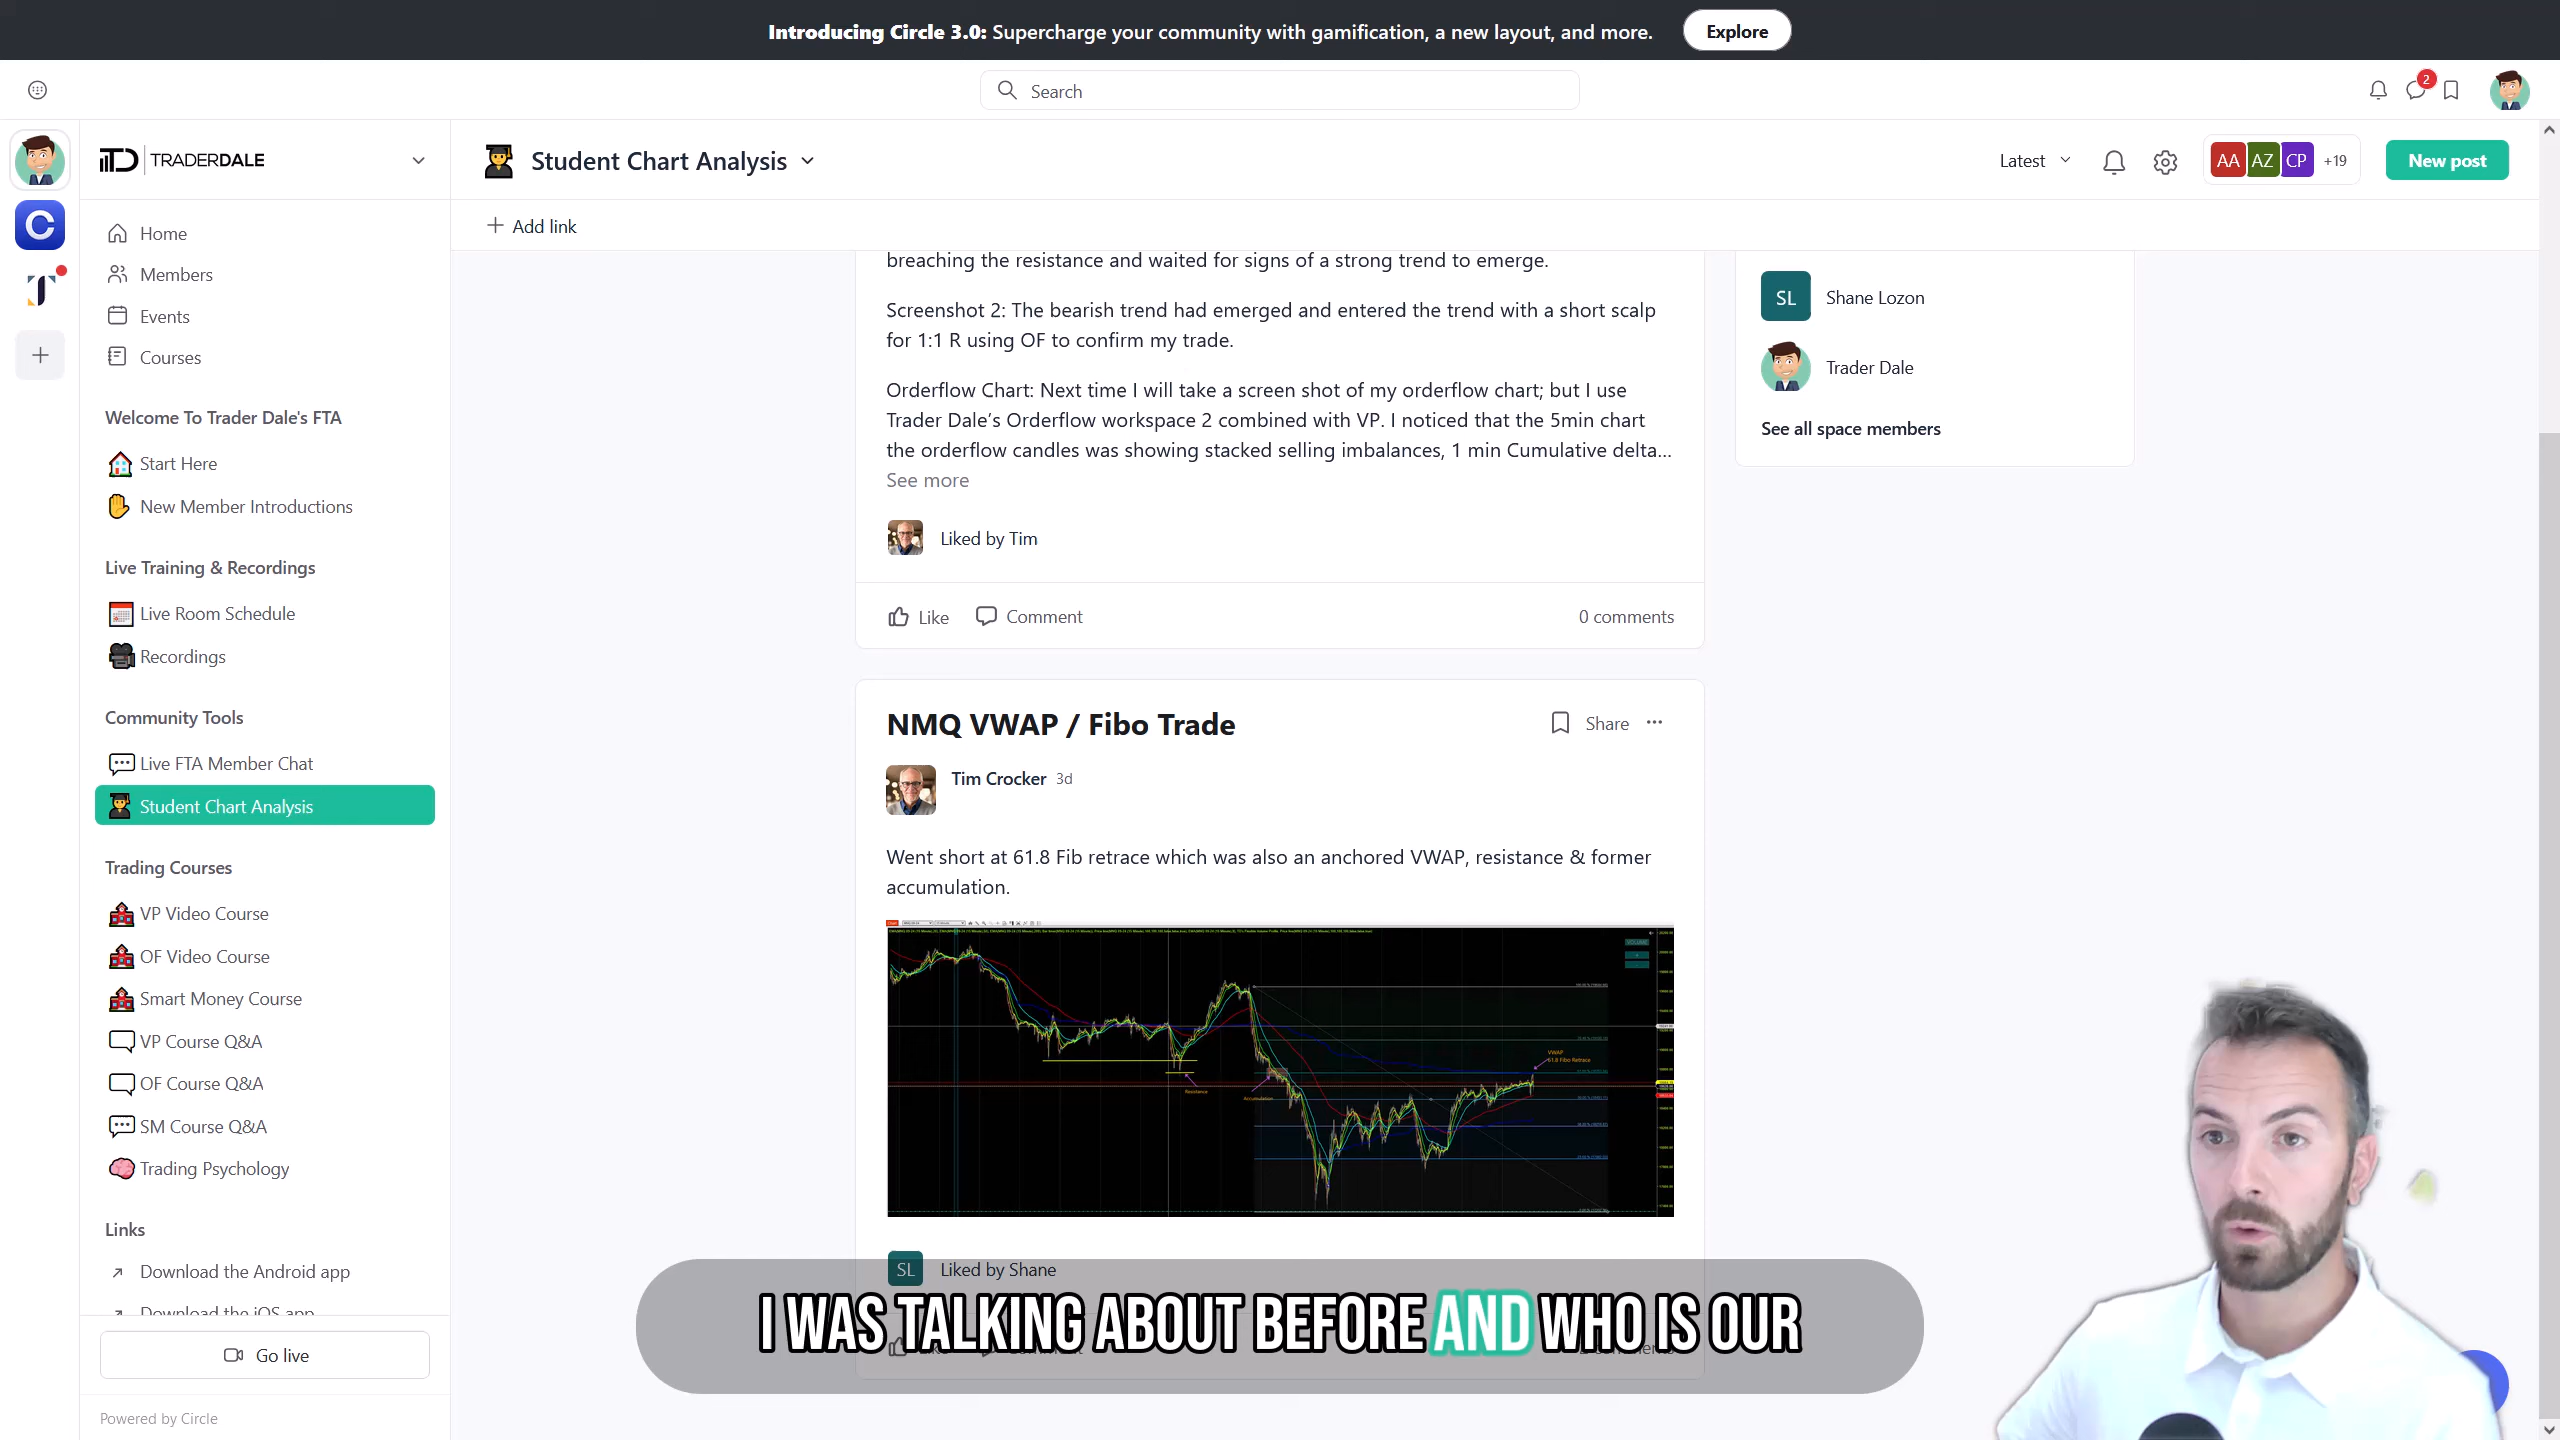 Introducing Circle 3.0: Supercharge your community with gamification, a new layout, and more.
Explore
Search
2
TRADERDALE
Student Chart Analysis
Latest
AA AZ CP +19
New post
Add link
Home
Members
Events
Courses
Welcome To Trader Dale's FTA
Start Here
New Member Introductions
Live Training & Recordings
Live Room Schedule
Recordings
Community Tools
Live FTA Member Chat
Student Chart Analysis
Trading Courses
VP Video Course
OF Video Course
Smart Money Course
VP Course Q&A
OF Course Q&A
SM Course Q&A
Trading Psychology
Links
Download the Android app
Download the iOS app
Go live
Powered by Circle
breaching the resistance and waited for signs of a strong trend to emerge.
Screenshot 2: The bearish trend had emerged and entered the trend with a short scalp
for 1:1 R using OF to confirm my trade.
Orderflow Chart: Next time I will take a screen shot of my orderflow chart; but I use
Trader Dale’s Orderflow workspace 2 combined with VP. I noticed that the 5min chart
the orderflow candles was showing stacked selling imbalances, 1 min Cumulative delta...
See more
Liked by Tim
Like
Comment
0 comments
NMQ VWAP / Fibo Trade
Share
Tim Crocker 3d
Went short at 61.8 Fib retrace which was also an anchored VWAP, resistance & former
accumulation.
VWAP
61.8 Fibo Retrace
Resistance
Accumulation
SL
Liked by Shane
I WAS TALKING ABOUT BEFORE AND WHO IS OUR
SL
Shane Lozon
Trader Dale
See all space members